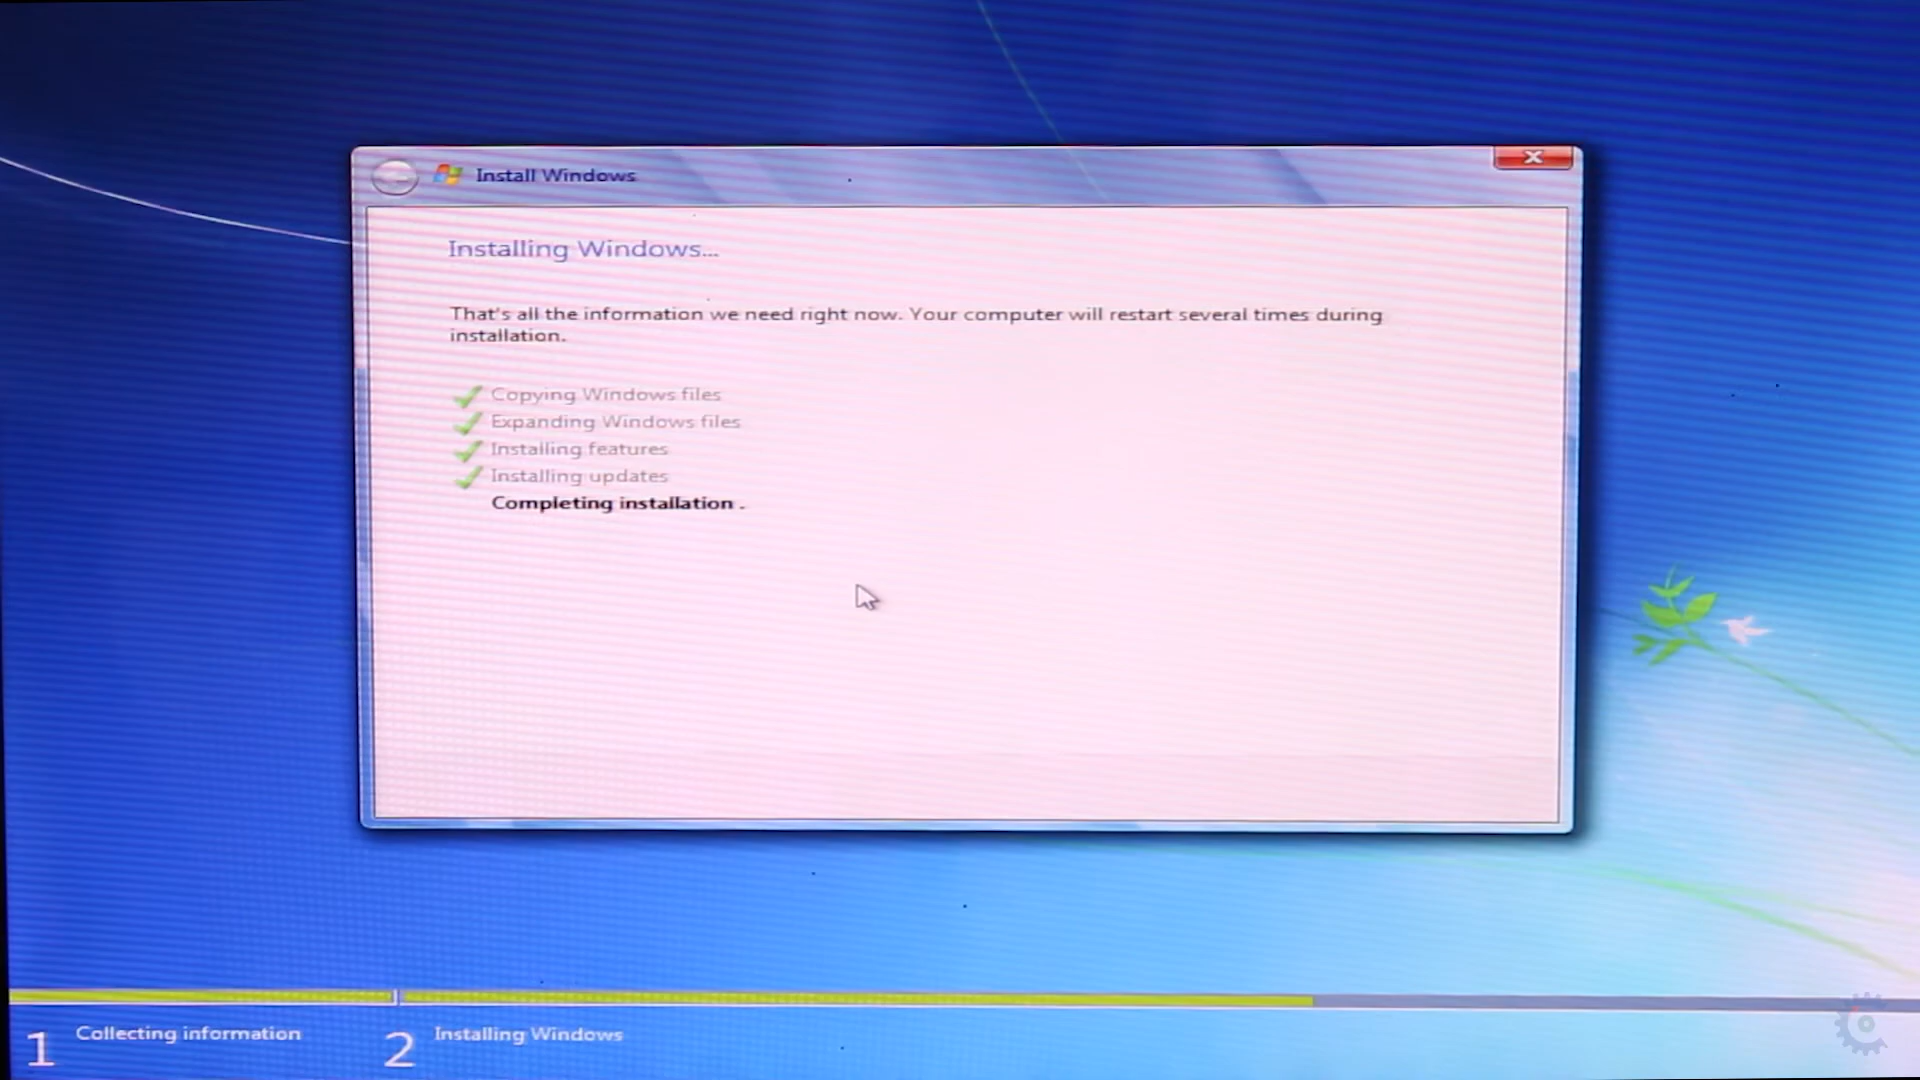 Install Windows
Installing Windows...
That's all the information we need right now. Your computer will restart several times during
installation.
Copying Windows files
Expanding Windows files
Installing features
Installing updates
Completing installation .
1 Collecting information
2 Installing Windows